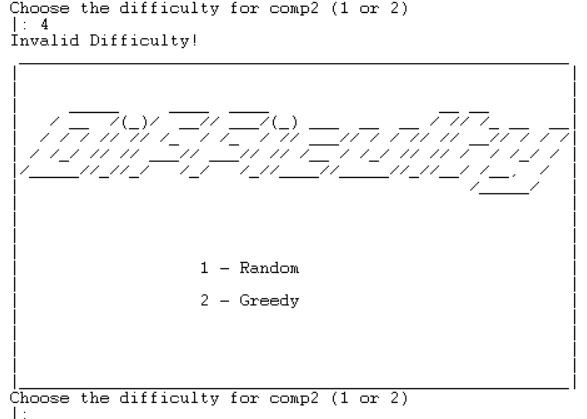 Choose the difficulty for comp2 (1 or 2)
|: 4
Invalid Difficulty!
Difficulty
1 - Random
2 - Greedy
Choose the difficulty for comp2 (1 or 2)
|: